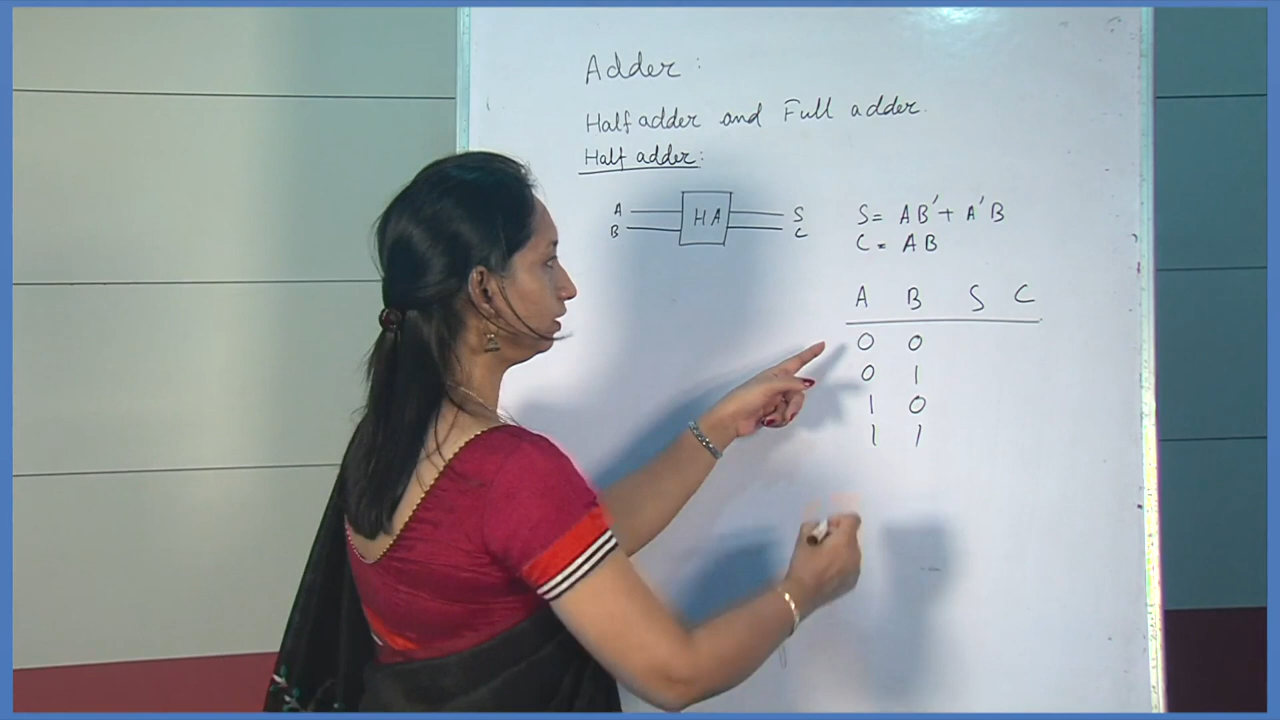 Adder:
Half adder and Full adder.
Half adder:
A HA S
B C
S = AB' + A'B
C = AB
A B S C
0 0
0 1
1 0
1 1